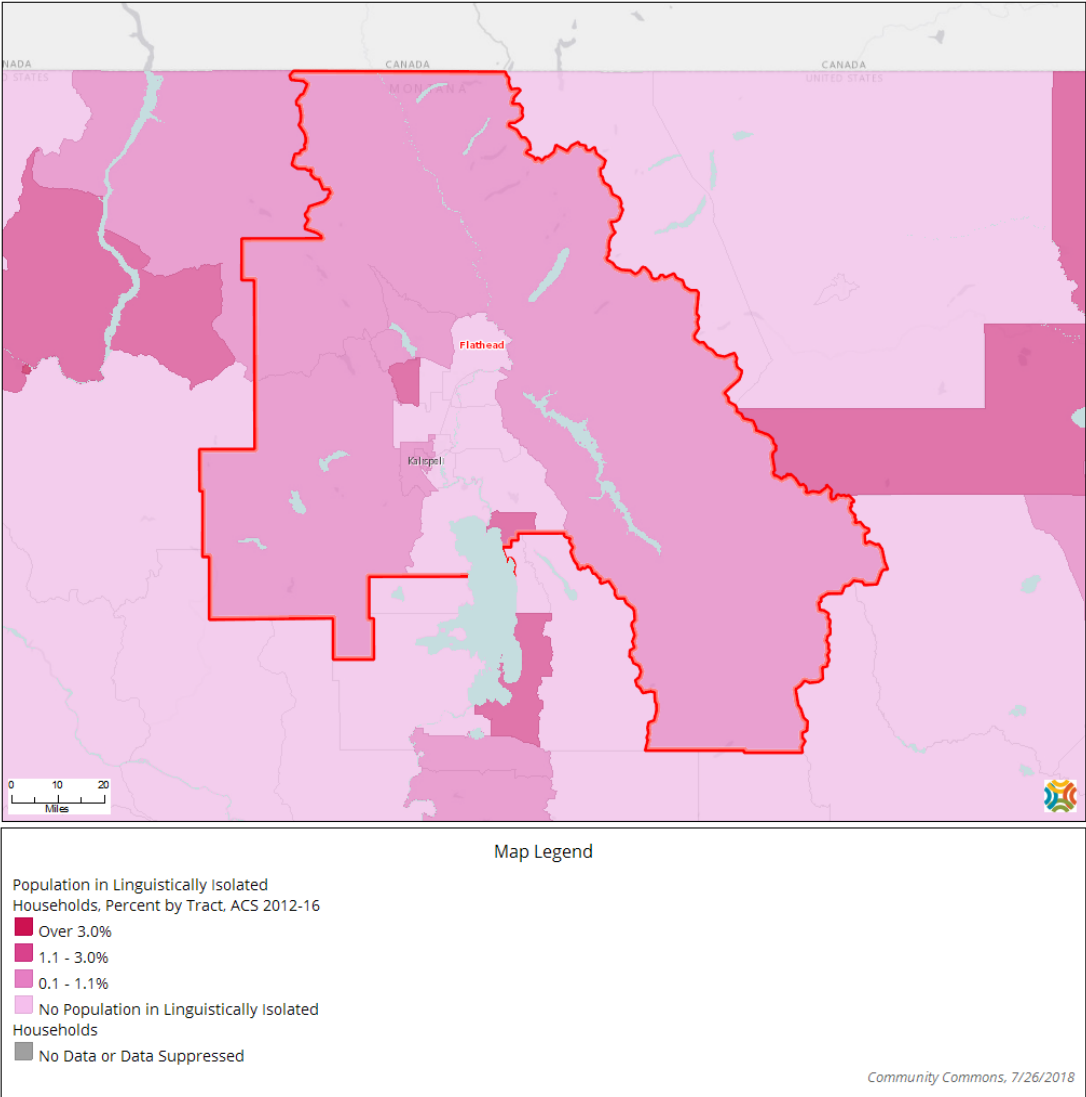 NADA
CANADA
CANADA
D STATES
MONTANA
UNITED STATES
Flathead
Kalispell
0 10 20
Miles
Map Legend
Population in Linguistically Isolated
Households, Percent by Tract, ACS 2012-16
Over 3.0%
1.1 - 3.0%
0.1 - 1.1%
No Population in Linguistically Isolated
Households
No Data or Data Suppressed
Community Commons, 7/26/2018